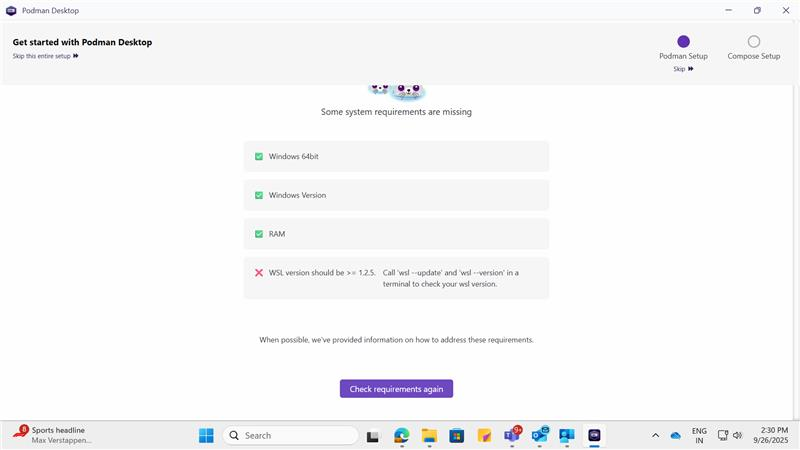 Podman Desktop
Get started with Podman Desktop
Skip this entire setup
Podman Setup
Skip
Compose Setup
Some system requirements are missing
Windows 64bit
Windows Version
RAM
WSL version should be >= 1.2.5. Call 'wsl --update' and 'wsl --version' in a
terminal to check your wsl version.
When possible, we've provided information on how to address these requirements.
Check requirements again
8
Sports headline
Max Verstappen...
Search
9+
ENG
IN
2:30 PM
9/26/2025